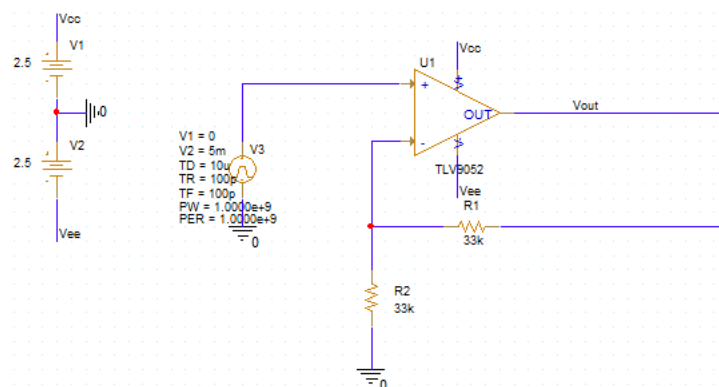 Vcc
V1
2.5
0
V2
2.5
Vee
V1 = 0
V2 = 5m
TD = 10u
TR = 100p
TF = 100p
PW = 1.0000e+9
PER = 1.0000e+9
V3
0
U1
Vcc
+
OUT
-
TLV9052
Vee
Vout
R1
33k
R2
33k
0